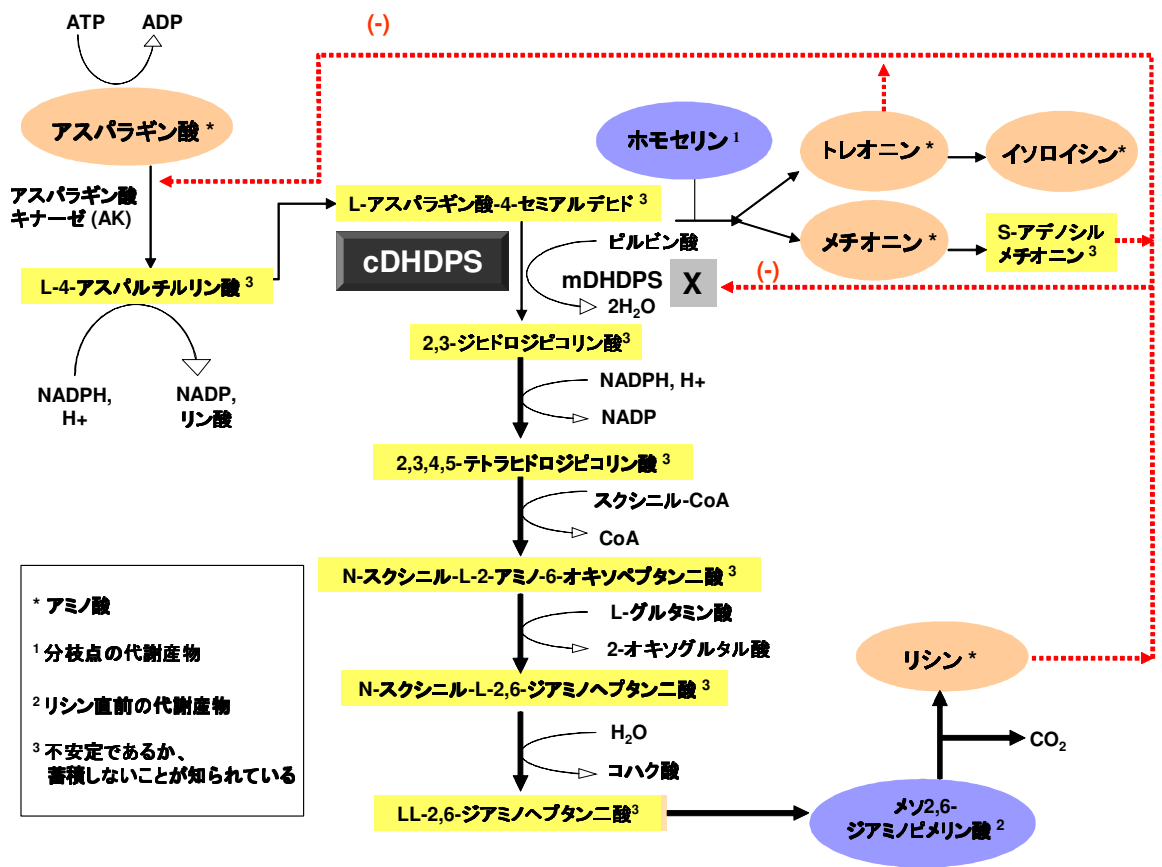 ATP
ADP
(-)
アスパラギン酸 *
ホモセリン 1
トレオニン *
イソロイシン*
アスパラギン酸
キナーゼ (AK)
L-アスパラギン酸-4-セミアルデヒド 3
メチオニン *
S-アデノシル
メチオニン 3
cDHDPS
ピルビン酸
mDHDPS
X
(-)
2H2O
L-4-アスパルチルリン酸 3
2,3-ジヒドロジピコリン酸3
NADPH,
H+
NADP,
リン酸
NADPH, H+
NADP
2,3,4,5-テトラヒドロジピコリン酸 3
スクシニル-CoA
CoA
N-スクシニル-L-2-アミノ-6-オキソペプタン二酸 3
* アミノ酸
1 分枝点の代謝産物
2 リシン直前の代謝産物
3 不安定であるか、
蓄積しないことが知られている
L-グルタミン酸
2-オキソグルタル酸
リシン *
N-スクシニル-L-2,6-ジアミノヘプタン二酸 3
H2O
コハク酸
CO2
LL-2,6-ジアミノヘプタン二酸3
メソ2,6-
ジアミノピメリン酸 2